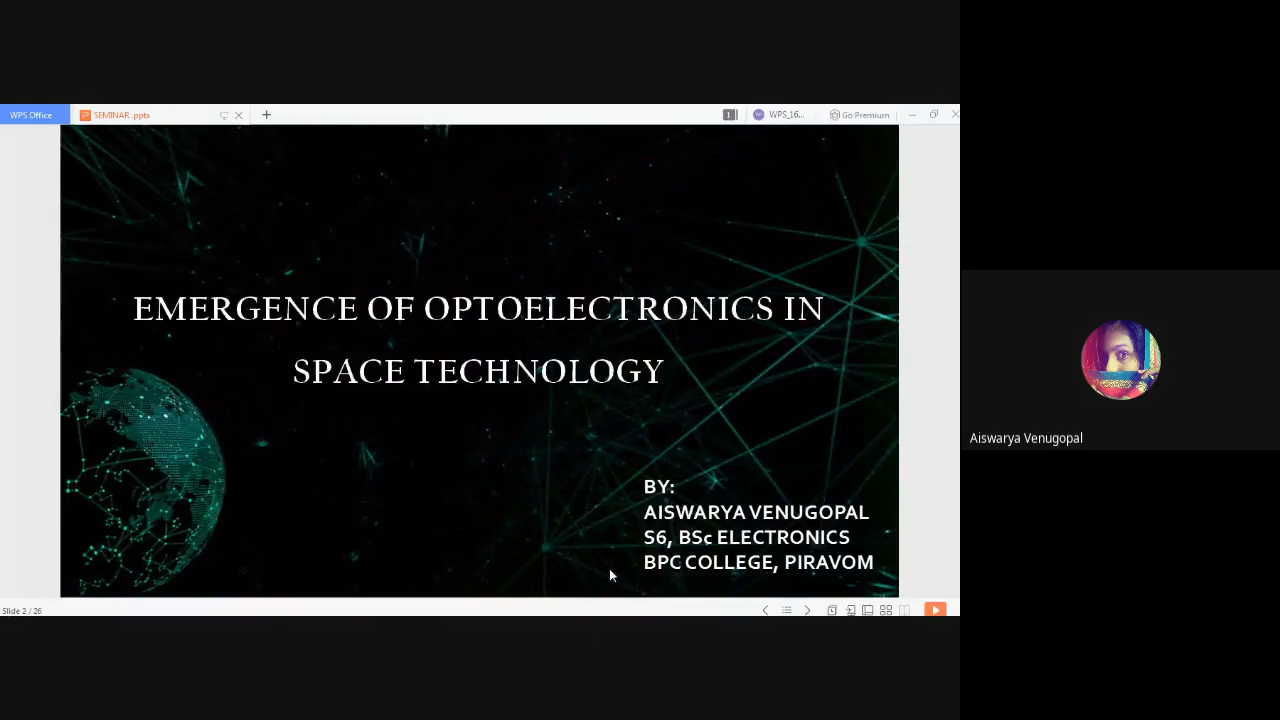 WPS Office
SEMINAR .pptx
1
WPS_16...
Go Premium
EMERGENCE OF OPTOELECTRONICS IN
SPACE TECHNOLOGY
BY:
AISWARYA VENUGOPAL
S6, BSc ELECTRONICS
BPC COLLEGE, PIRAVOM
Slide 2 / 26
Aiswarya Venugopal